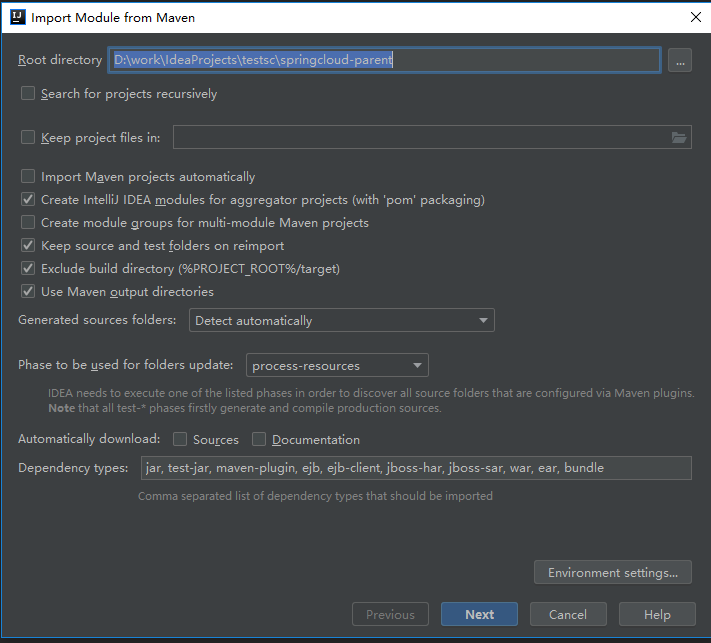 Import Module from Maven
Root directory D:\work\IdeaProjects\testsc\springcloud-parent ...
Search for projects recursively
Keep project files in:
Import Maven projects automatically
Create IntelliJ IDEA modules for aggregator projects (with 'pom' packaging)
Create module groups for multi-module Maven projects
Keep source and test folders on reimport
Exclude build directory (%PROJECT_ROOT%/target)
Use Maven output directories
Generated sources folders: Detect automatically
Phase to be used for folders update: process-resources
IDEA needs to execute one of the listed phases in order to discover all source folders that are configured via Maven plugins.
Note that all test-* phases firstly generate and compile production sources.
Automatically download: Sources Documentation
Dependency types: jar, test-jar, maven-plugin, ejb, ejb-client, jboss-har, jboss-sar, war, ear, bundle
Comma separated list of dependency types that should be imported
Environment settings...
Previous Next Cancel Help